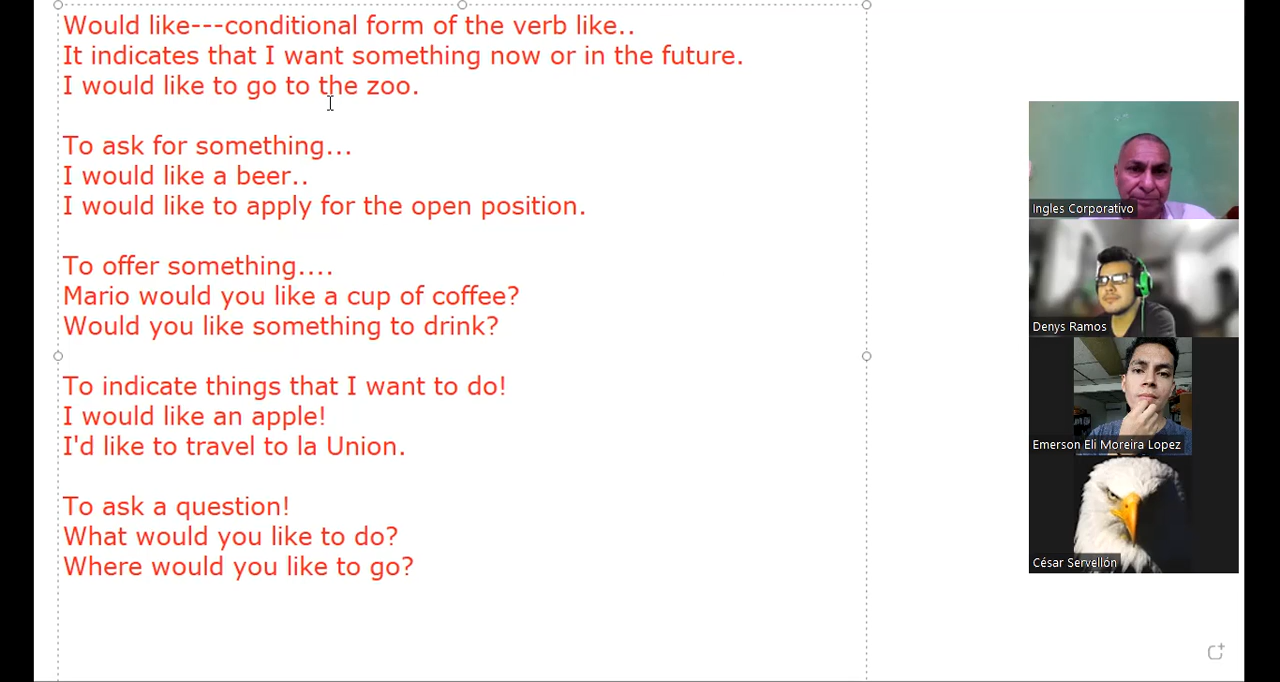 Would like---conditional form of the verb like..
It indicates that I want something now or in the future.
I would like to go to the zoo.
To ask for something...
I would like a beer..
I would like to apply for the open position.
To offer something....
Mario would you like a cup of coffee?
Would you like something to drink?
To indicate things that I want to do!
I would like an apple!
I'd like to travel to la Union.
To ask a question!
What would you like to do?
Where would you like to go?
Ingles Corporativo
Denys Ramos
Emerson Eli Moreira Lopez
César Servellón